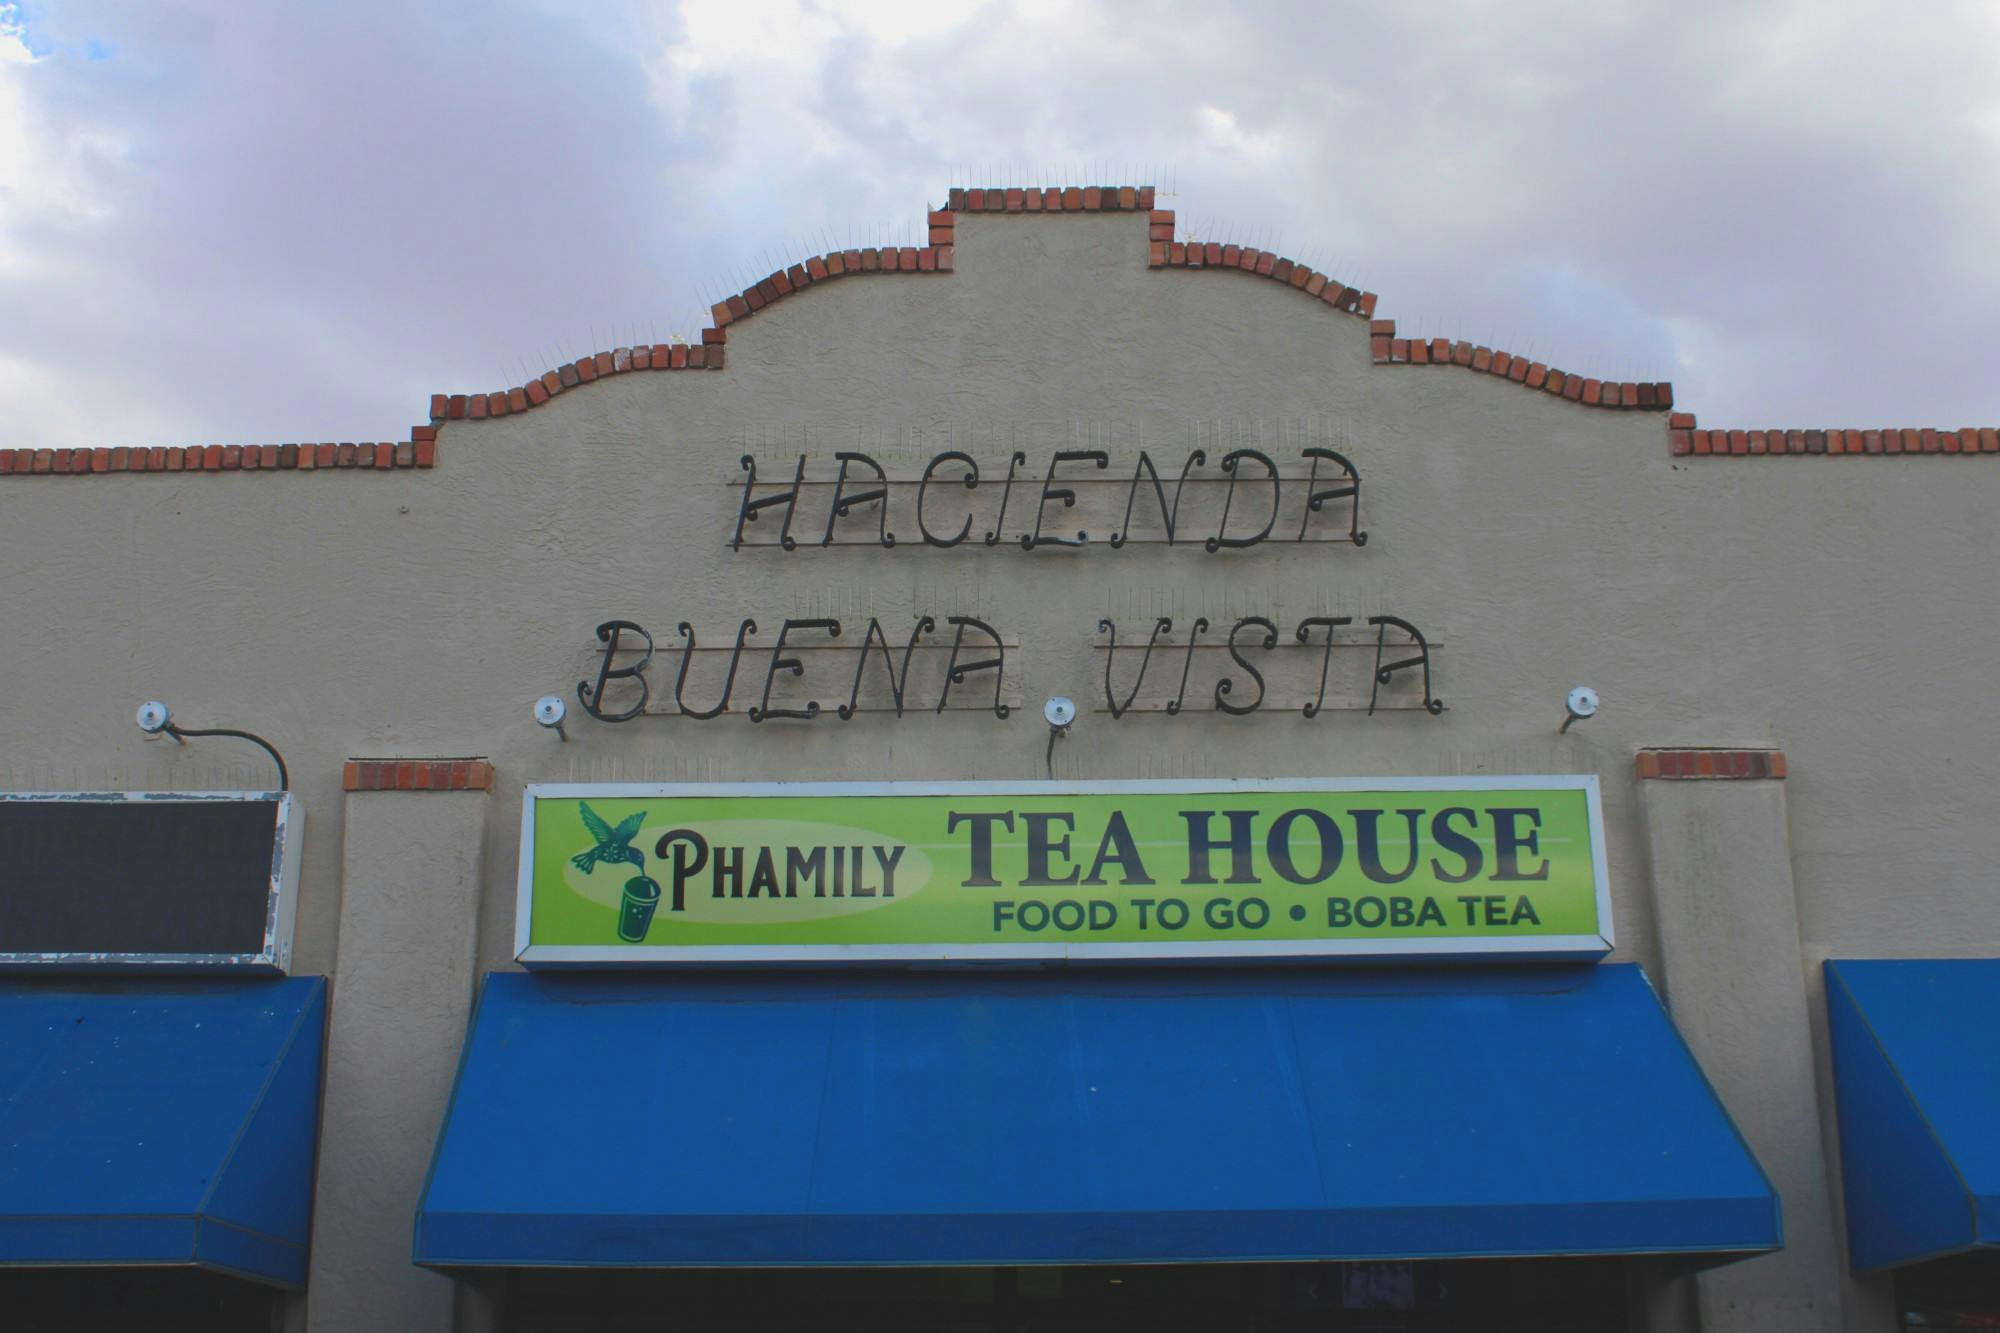 HACIENDA
BUENA VISTA
PHAMILY TEA HOUSE
FOOD TO GO • BOBA TEA